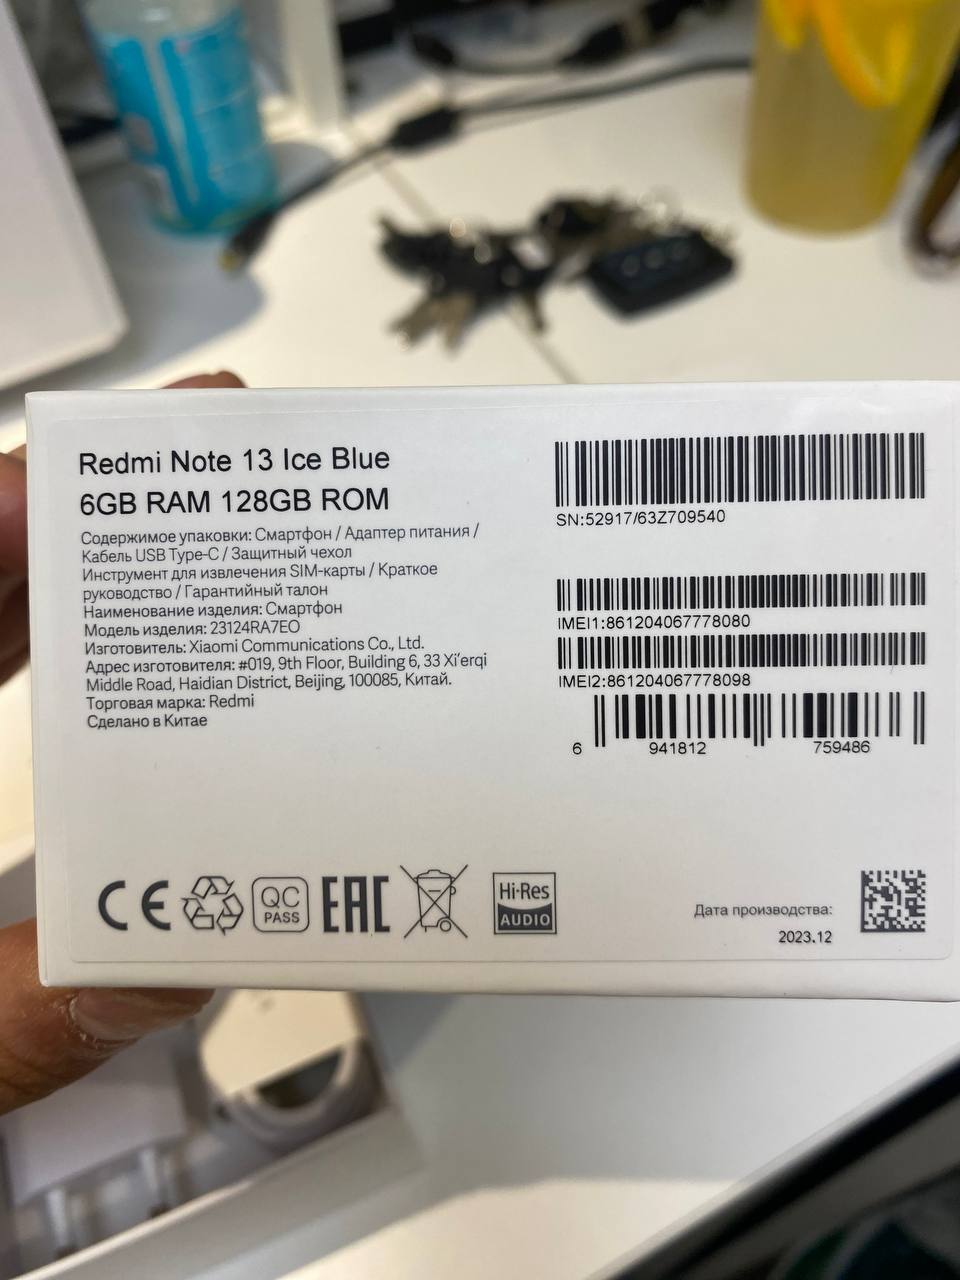 Redmi Note 13 Ice Blue
6GB RAM 128GB ROM
Содержимое упаковки: Смартфон / Адаптер питания /
Кабель USB Type-C / Защитный чехол
Инструмент для извлечения SIM-карты / Краткое
руководство / Гарантийный талон
Наименование изделия: Смартфон
Модель изделия: 23124RA7EO
Изготовитель: Xiaomi Communications Co., Ltd.
Адрес изготовителя: #019, 9th Floor, Building 6, 33 Xi'erqi
Middle Road, Haidian District, Beijing, 100085, Китай.
Торговая марка: Redmi
Сделано в Китае
SN:52917/63Z709540
IMEI1:861204067778080
IMEI2:861204067778098
6 941812 759486
CE
QC
PASS
EAC
Hi-Res
AUDIO
Дата производства:
2023.12